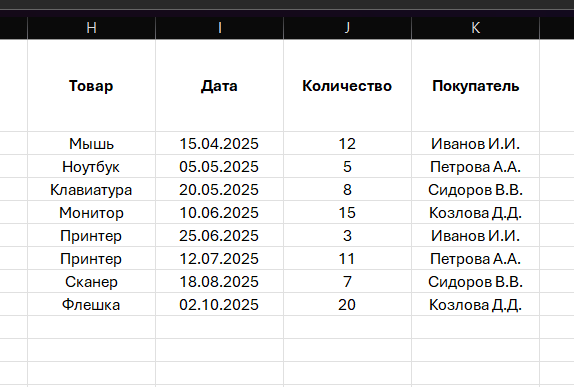 H I J K
Товар Дата Количество Покупатель
Мышь 15.04.2025 12 Иванов И.И.
Ноутбук 05.05.2025 5 Петрова А.А.
Клавиатура 20.05.2025 8 Сидоров В.В.
Монитор 10.06.2025 15 Козлова Д.Д.
Принтер 25.06.2025 3 Иванов И.И.
Принтер 12.07.2025 11 Петрова А.А.
Сканер 18.08.2025 7 Сидоров В.В.
Флешка 02.10.2025 20 Козлова Д.Д.